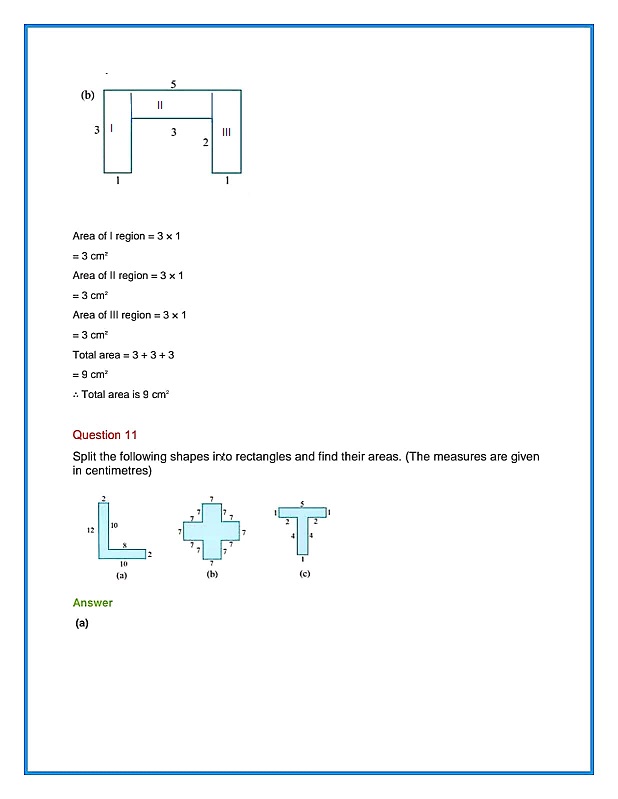 5
(b)
II
3 I 3 III
2
1 1
Area of I region = 3 × 1
= 3 cm²
Area of II region = 3 × 1
= 3 cm²
Area of III region = 3 × 1
= 3 cm²
Total area = 3 + 3 + 3
= 9 cm²
∴ Total area is 9 cm²
Question 11
Split the following shapes into rectangles and find their areas. (The measures are given
in centimetres)
2 7 5
7 7 1 1
12 10 7 7 2 2
7 7 4 4
8 7 7
2 7 7
10 7 1
(a) (b) (c)
Answer
(a)